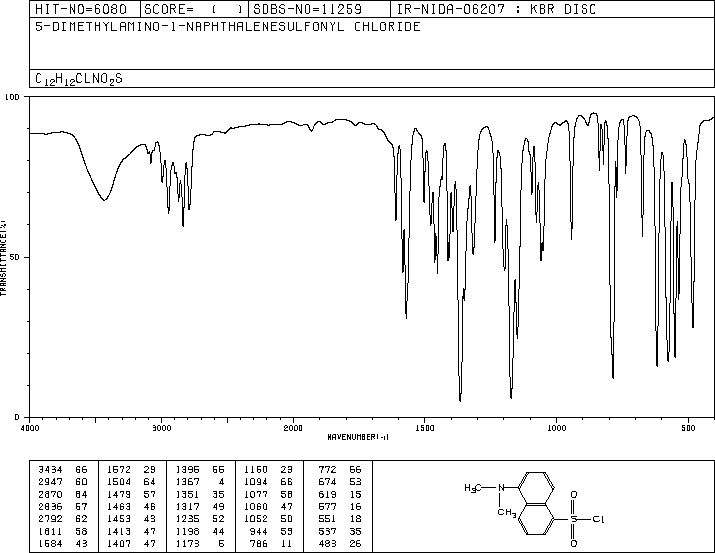 HIT-NO=6080 SCORE= ( ) SDBS-NO=11259 IR-NIDA-06207 : KBR DISC
5-DIMETHYLAMINO-1-NAPHTHALENESULFONYL CHLORIDE
C12H12CLNO2S
100
50
0
TRANSMITTANCE(%)
4000 3000 2000 1500 1000 500
WAVENUMBER(-1)
3434 66 1572 29 1396 55 1160 23 772 66
2947 60 1504 64 1367 4 1094 66 674 53
2870 64 1479 57 1351 35 1077 58 619 15
2836 57 1463 46 1317 49 1060 47 577 16
2792 62 1453 43 1235 52 1052 50 551 18
1611 58 1413 47 1198 44 944 53 537 35
1584 43 1407 47 1173 5 786 11 483 26
H3C N
CH3 O
S Cl
O